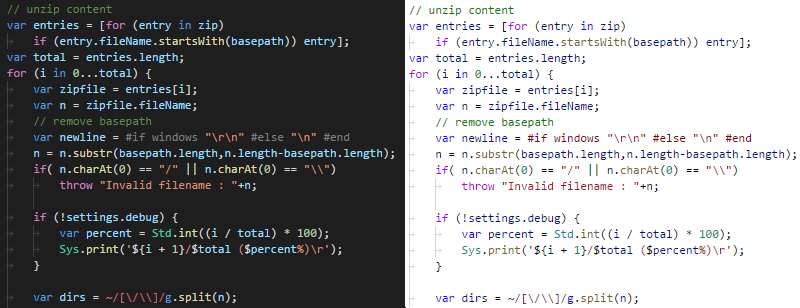 // unzip content
var entries = [for (entry in zip)
if (entry.fileName.startsWith(basepath)) entry];
var total = entries.length;
for (i in 0...total) {
var zipfile = entries[i];
var n = zipfile.fileName;
// remove basepath
var newline = #if windows "\r\n" #else "\n" #end
n = n.substr(basepath.length,n.length-basepath.length);
if( n.charAt(0) == "/" || n.charAt(0) == "\\")
throw "Invalid filename : "+n;
if (!settings.debug) {
var percent = Std.int((i / total) * 100);
Sys.print('${i + 1}/$total ($percent%)\r');
}
var dirs = ~/[\/\\]/g.split(n);
// unzip content
var entries = [for (entry in zip)
if (entry.fileName.startsWith(basepath)) entry];
var total = entries.length;
for (i in 0...total) {
var zipfile = entries[i];
var n = zipfile.fileName;
// remove basepath
var newline = #if windows "\r\n" #else "\n" #end
n = n.substr(basepath.length,n.length-basepath.length);
if( n.charAt(0) == "/" || n.charAt(0) == "\\")
throw "Invalid filename : "+n;
if (!settings.debug) {
var percent = Std.int((i / total) * 100);
Sys.print('${i + 1}/$total ($percent%)\r');
}
var dirs = ~/[\/\\]/g.split(n);